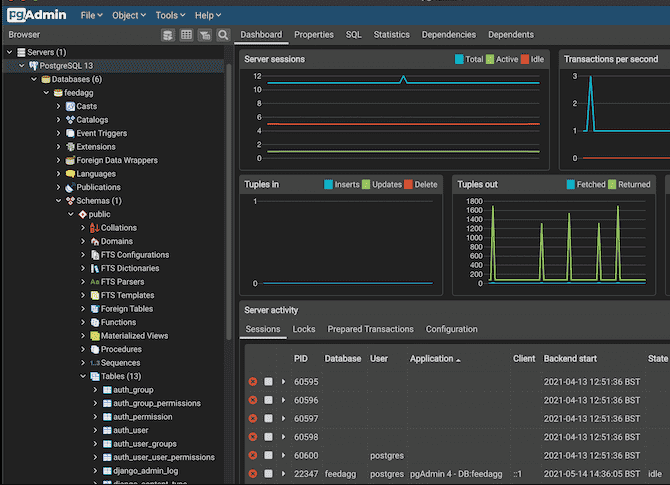 pgAdmin
File
Object
Tools
Help
Browser
Dashboard
Properties
SQL
Statistics
Dependencies
Dependents
Servers (1)
PostgreSQL 13
Databases (6)
feedagg
Casts
Catalogs
Event Triggers
Extensions
Foreign Data Wrappers
Languages
Publications
Schemas (1)
public
Collations
Domains
FTS Configurations
FTS Dictionaries
FTS Parsers
FTS Templates
Foreign Tables
Functions
Materialized Views
Procedures
Sequences
Tables (13)
auth_group
auth_group_permissions
auth_permission
auth_user
auth_user_groups
auth_user_user_permissions
django_admin_log
django_content_type
Server sessions
Total Active Idle
12
10
8
6
4
2
0
Transactions per second
3
2
1
0
Tuples in
Inserts Updates Delete
1
0
Tuples out
Fetched Returned
1800
1600
1400
1200
1000
800
600
400
200
0
Server activity
Sessions Locks Prepared Transactions Configuration
PID Database User Application Client Backend start State
60595 2021-04-13 12:51:36 BST
60596 2021-04-13 12:51:36 BST
60597 2021-04-13 12:51:36 BST
60598 2021-04-13 12:51:36 BST
60600 postgres 2021-04-13 12:51:36 BST
22347 feedagg postgres pgAdmin 4 - DB:feedagg ::1 2021-05-14 14:36:05 BST idle